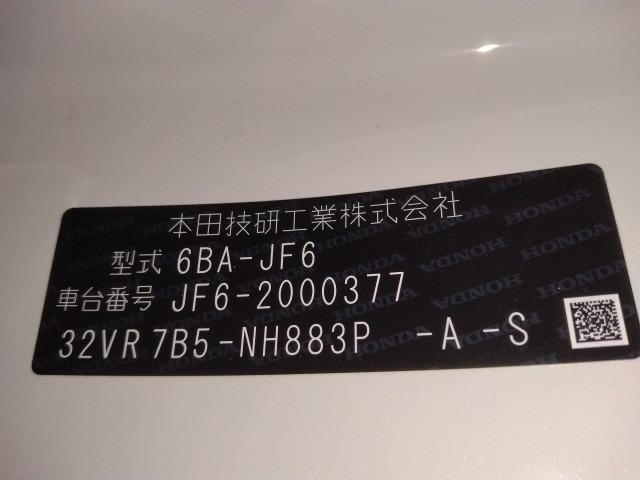 本田技研工業株式会社
型式 6BA-JF6
車台番号 JF6-2000377
32VR 7B5-NH883P -A -S